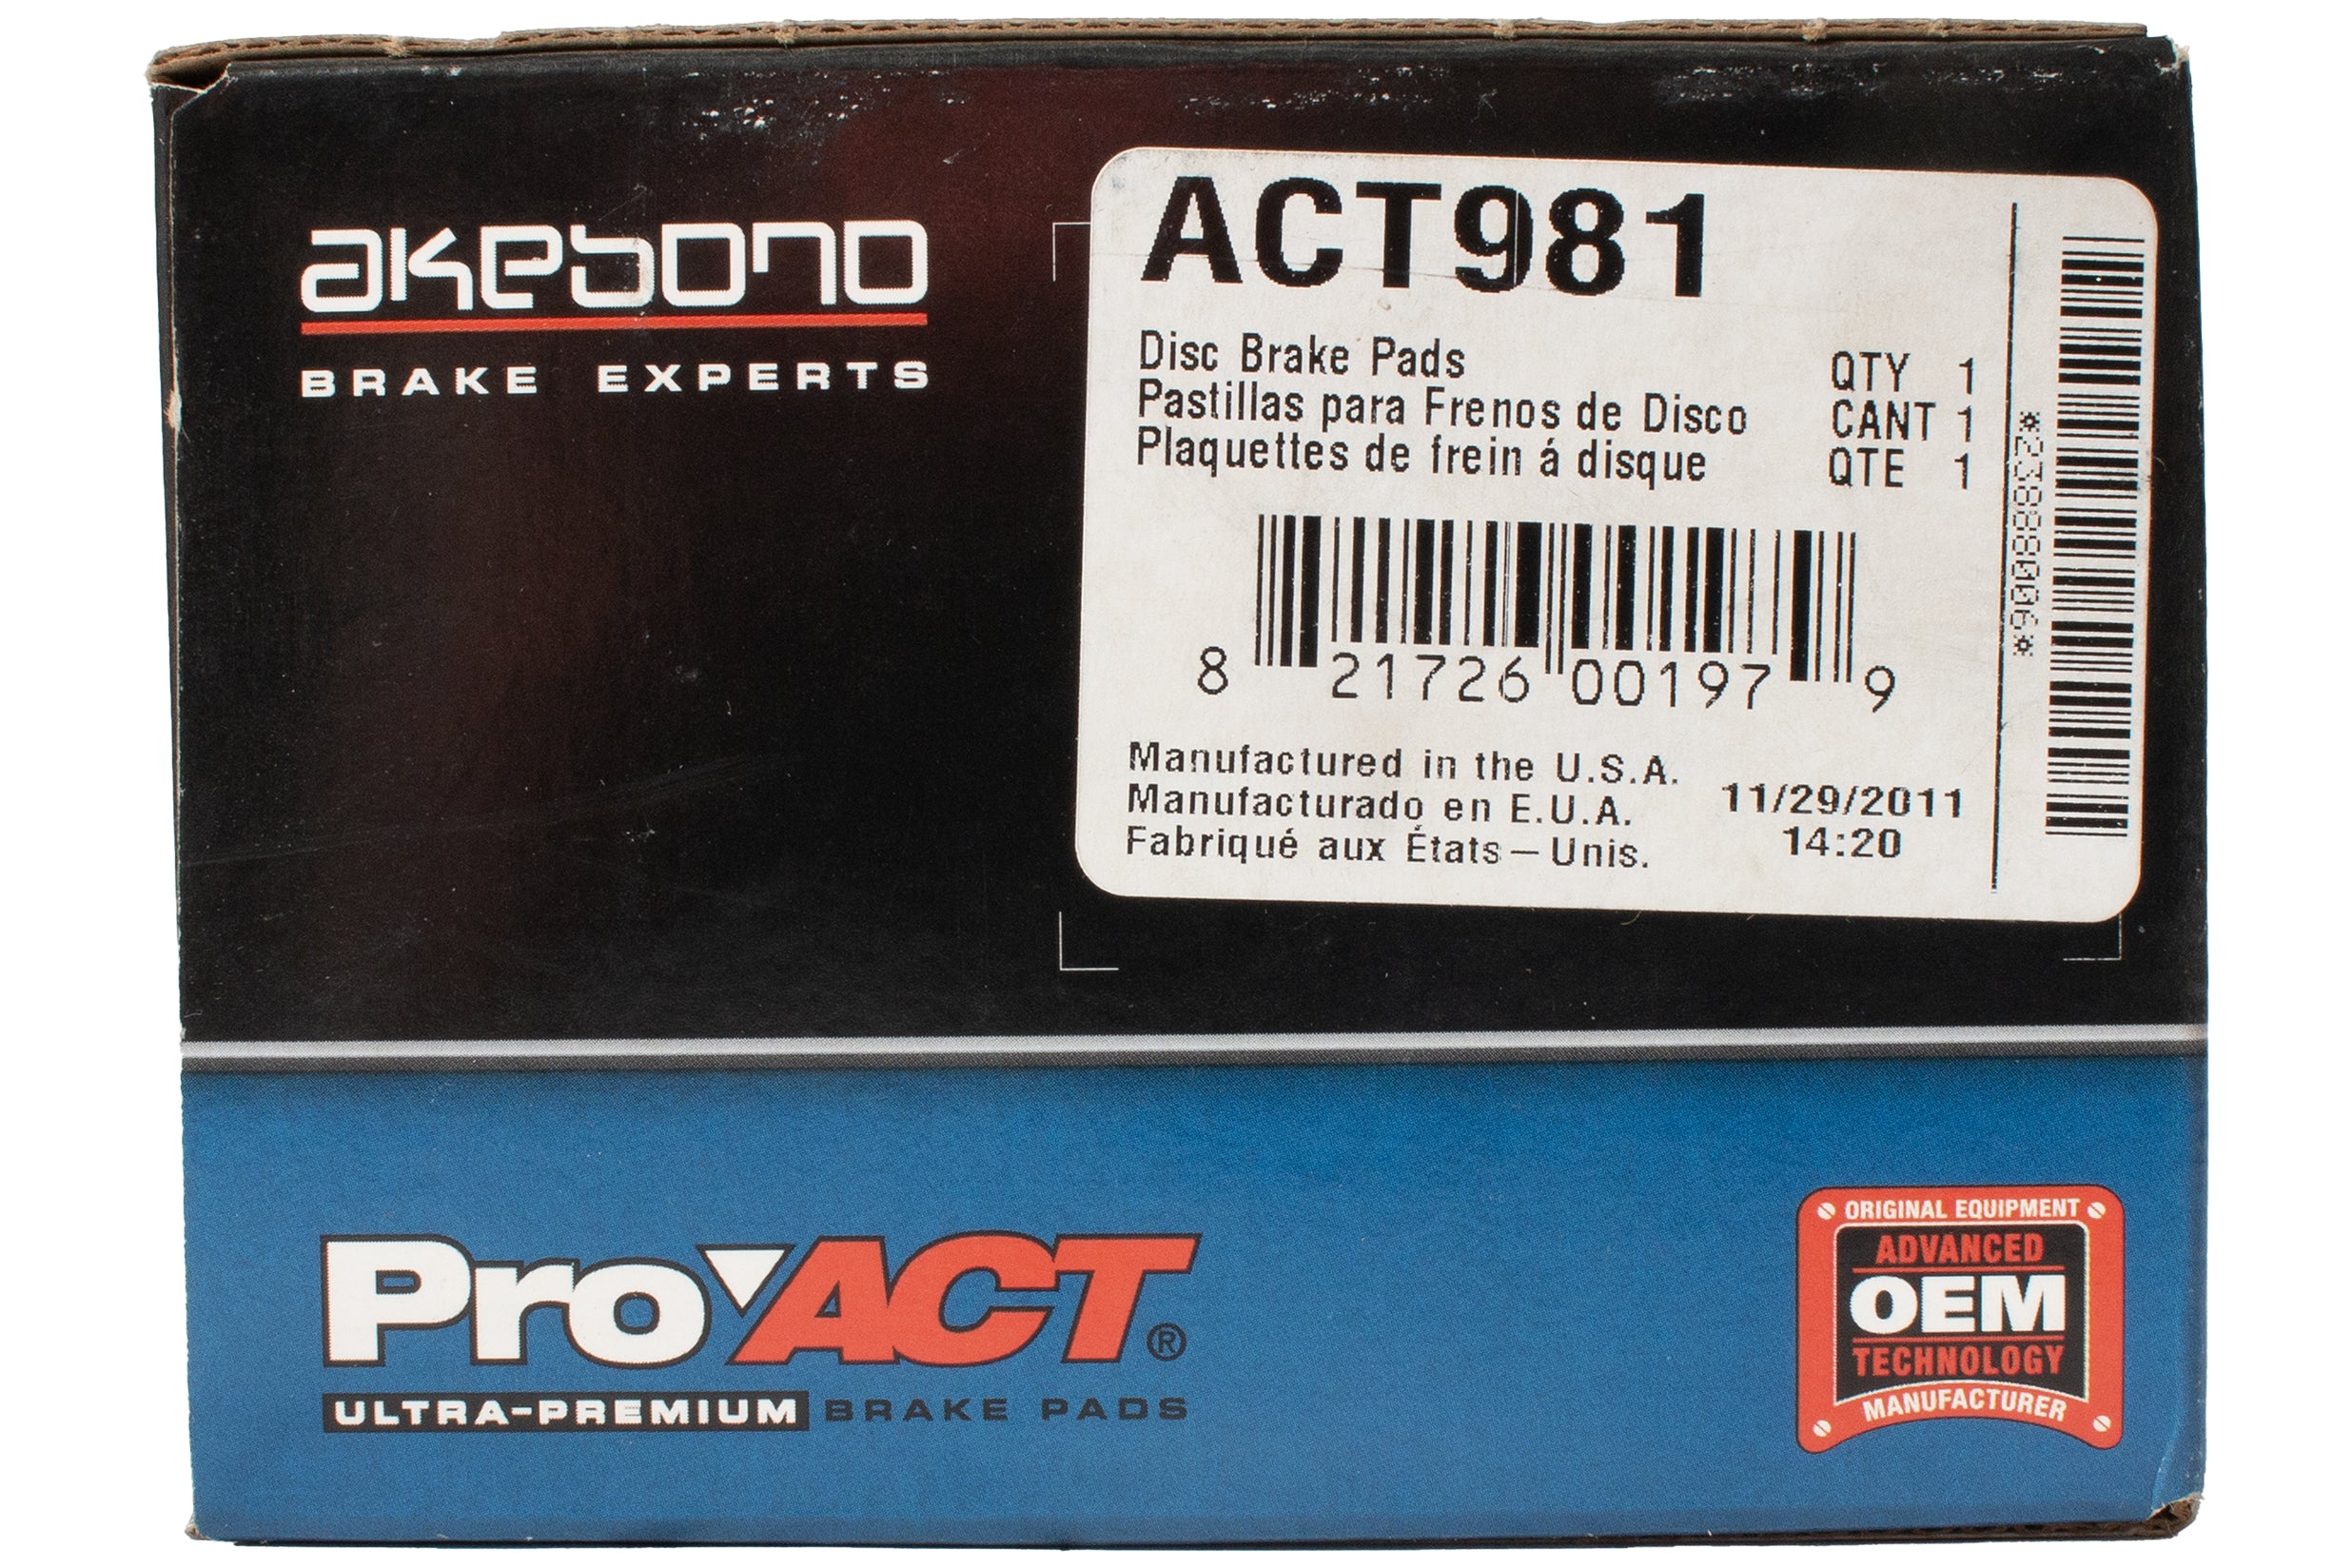 akebono
BRAKE EXPERTS
ACT981
Disc Brake Pads QTY 1
Pastillas para Frenos de Disco CANT 1
Plaquettes de frein á disque QTE 1
8 21726 00197 9
Manufactured in the U.S.A.
Manufacturado en E.U.A. 11/29/2011
Fabriqué aux États–Unis. 14:20
*23888006*
ProACT®
ULTRA-PREMIUM BRAKE PADS
ORIGINAL EQUIPMENT
ADVANCED
OEM
TECHNOLOGY
MANUFACTURER